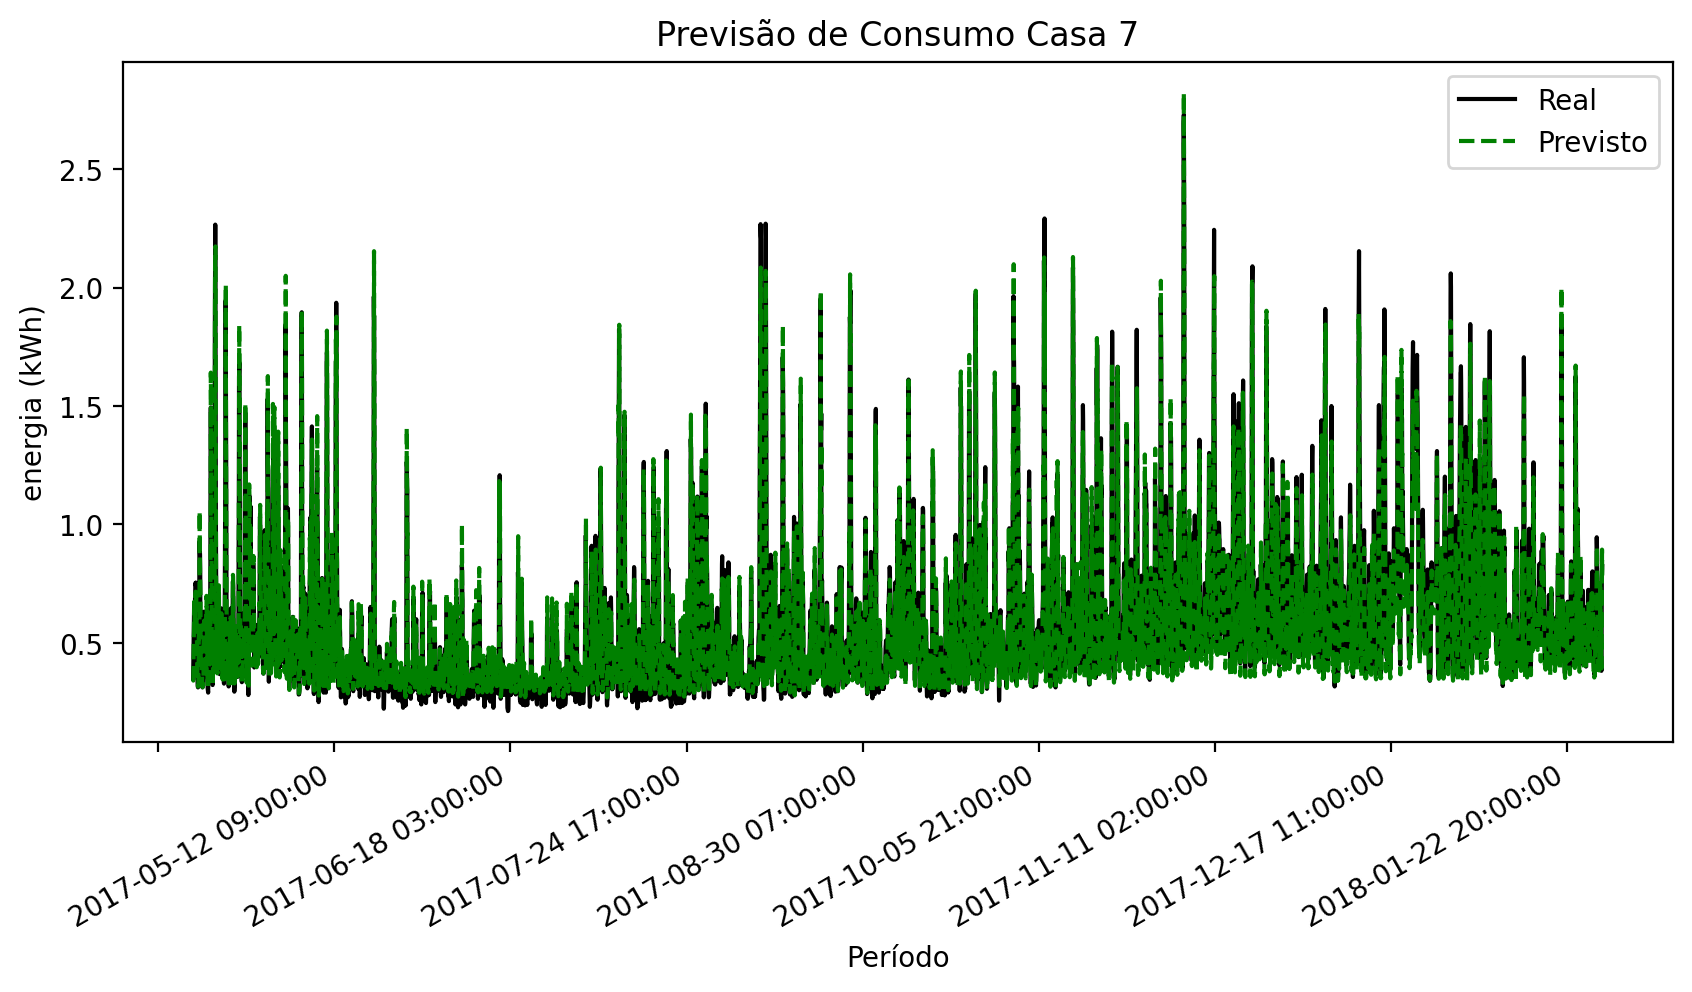 Previsão de Consumo Casa 7
Real
Previsto
energia (kWh)
2.5
2.0
1.5
1.0
0.5
2017-05-12 09:00:00
2017-06-18 03:00:00
2017-07-24 17:00:00
2017-08-30 07:00:00
2017-10-05 21:00:00
2017-11-11 02:00:00
2017-12-17 11:00:00
2018-01-22 20:00:00
Período